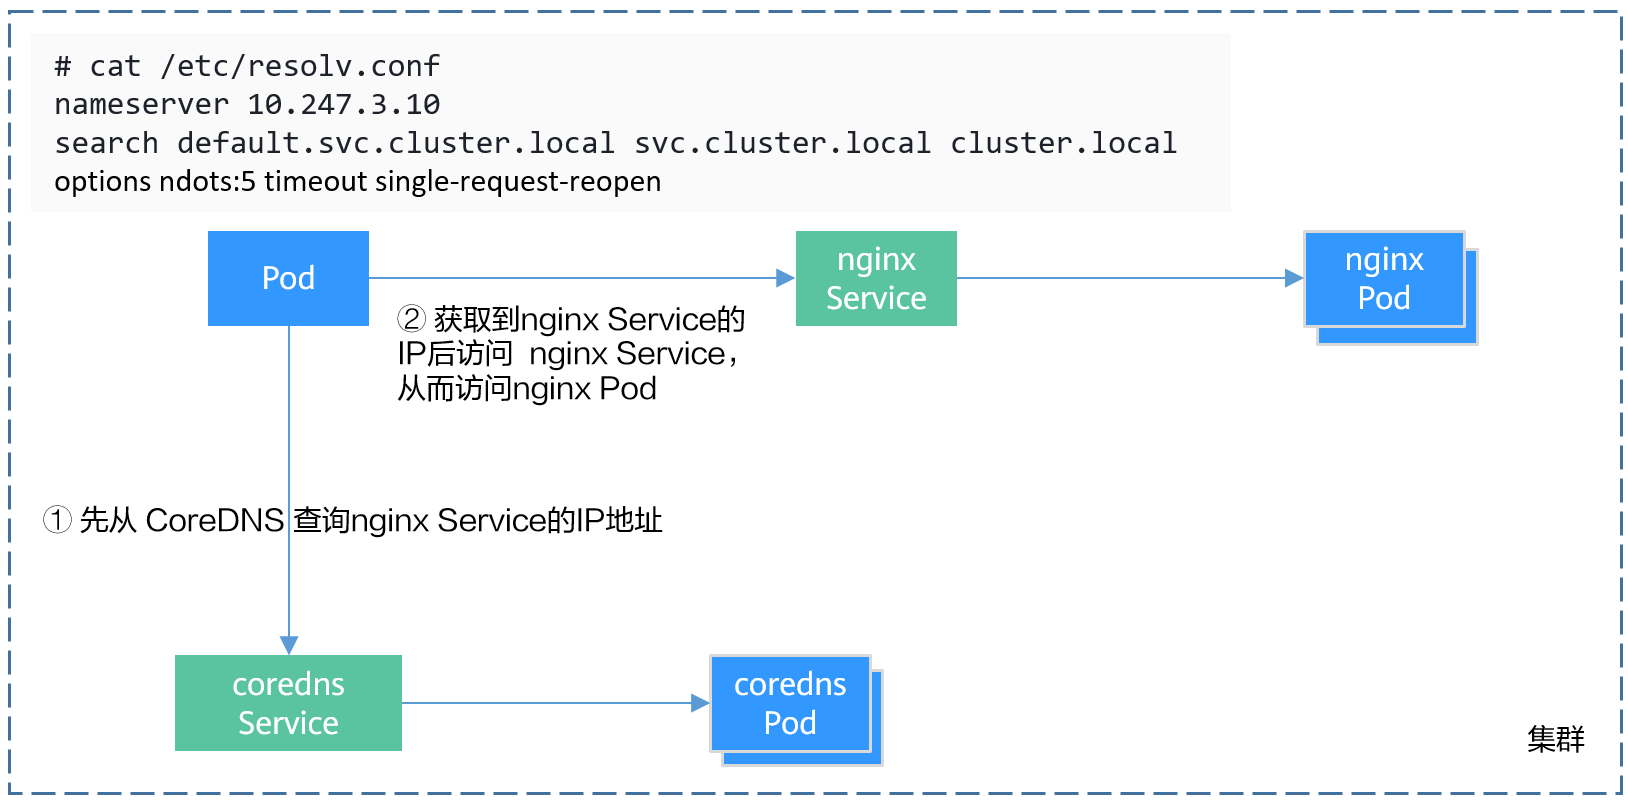 # cat /etc/resolv.conf
nameserver 10.247.3.10
search default.svc.cluster.local svc.cluster.local cluster.local
options ndots:5 timeout single-request-reopen
Pod
nginx
Service
nginx
Pod
② 获取到nginx Service的
IP后访问 nginx Service，
从而访问nginx Pod
① 先从 CoreDNS 查询nginx Service的IP地址
coredns
Service
coredns
Pod
集群